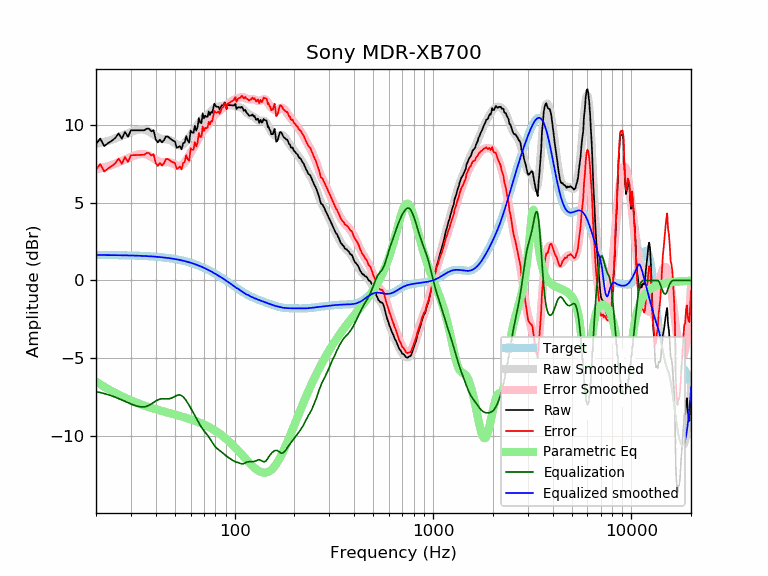 Sony MDR-XB700
Amplitude (dBr)
10
5
0
−5
−10
Target
Raw Smoothed
Error Smoothed
Raw
Error
Parametric Eq
Equalization
Equalized smoothed
100
1000
10000
Frequency (Hz)